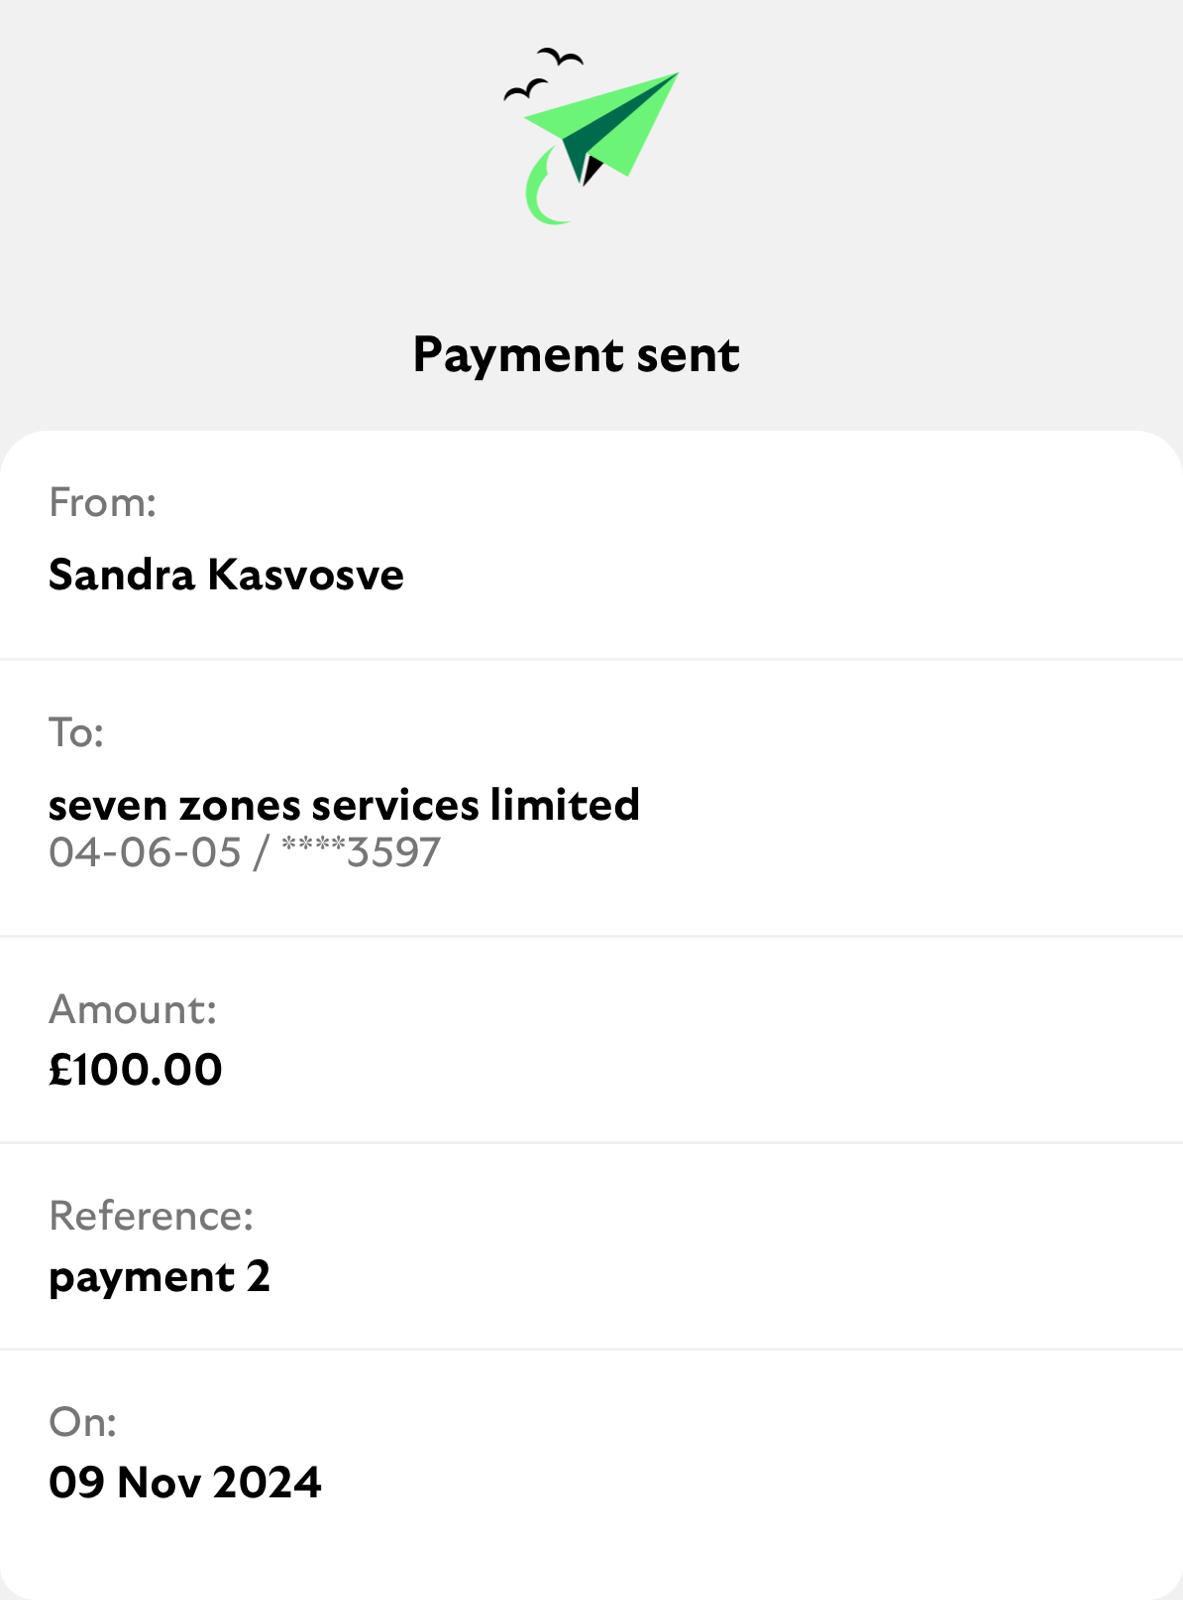 Payment sent
From:
Sandra Kasvosve
To:
seven zones services limited
04-06-05 / ****3597
Amount:
£100.00
Reference:
payment 2
On:
09 Nov 2024